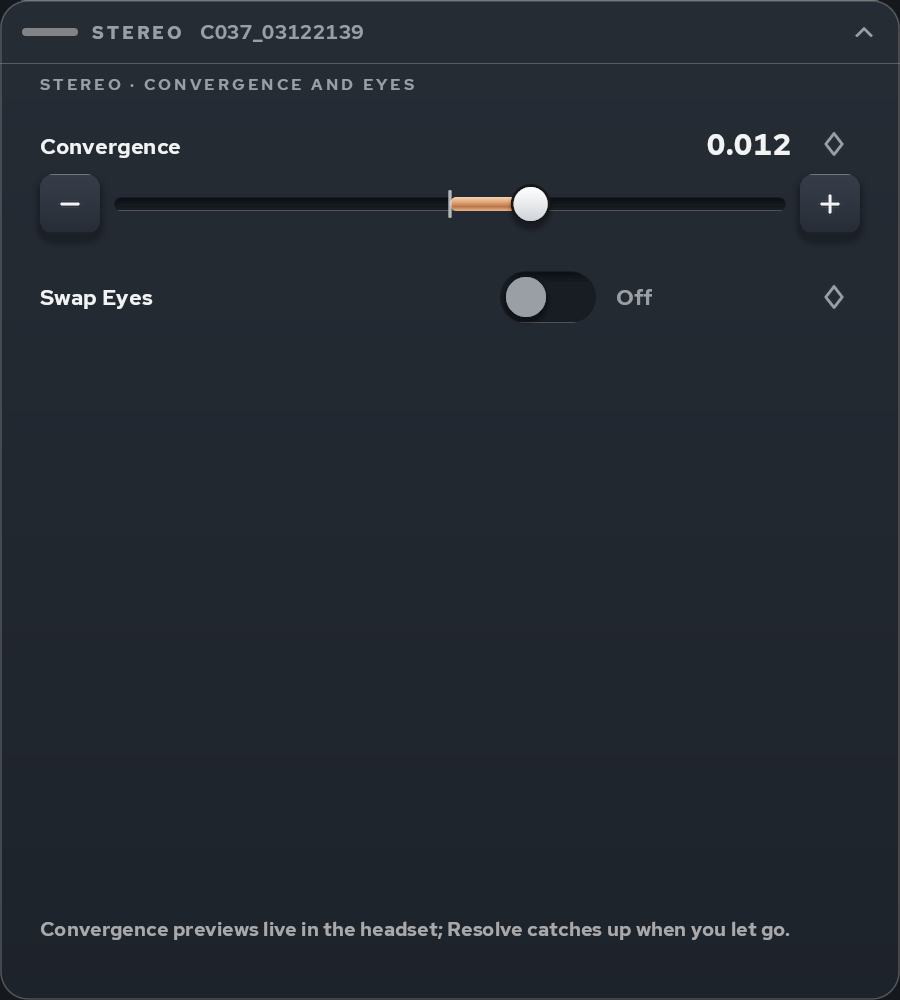 STEREO C037_03122139
STEREO · CONVERGENCE AND EYES
Convergence 0.012
Swap Eyes Off
Convergence previews live in the headset; Resolve catches up when you let go.